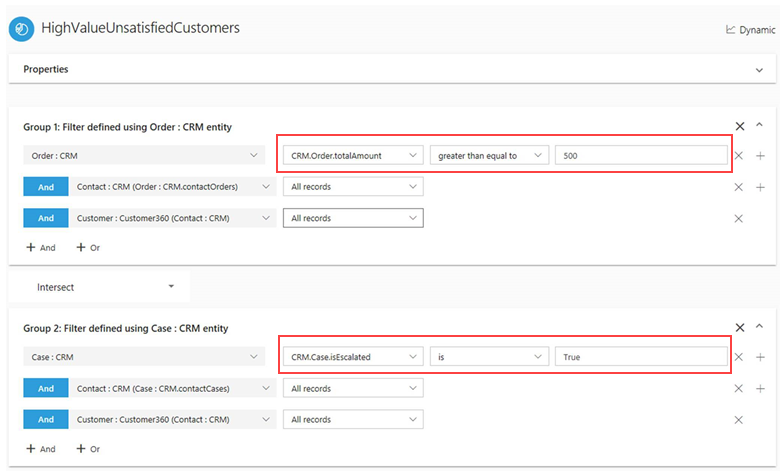 HighValueUnsatisfiedCustomers
Dynamic
Properties
Group 1: Filter defined using Order : CRM entity
Order : CRM CRM.Order.totalAmount greater than equal to 500
And Contact : CRM (Order : CRM.contactOrders) All records
And Customer : Customer360 (Contact : CRM) All records
+ And + Or
Intersect
Group 2: Filter defined using Case : CRM entity
Case : CRM CRM.Case.isEscalated is True
And Contact : CRM (Case : CRM.contactCases) All records
And Customer : Customer360 (Contact : CRM) All records
+ And + Or